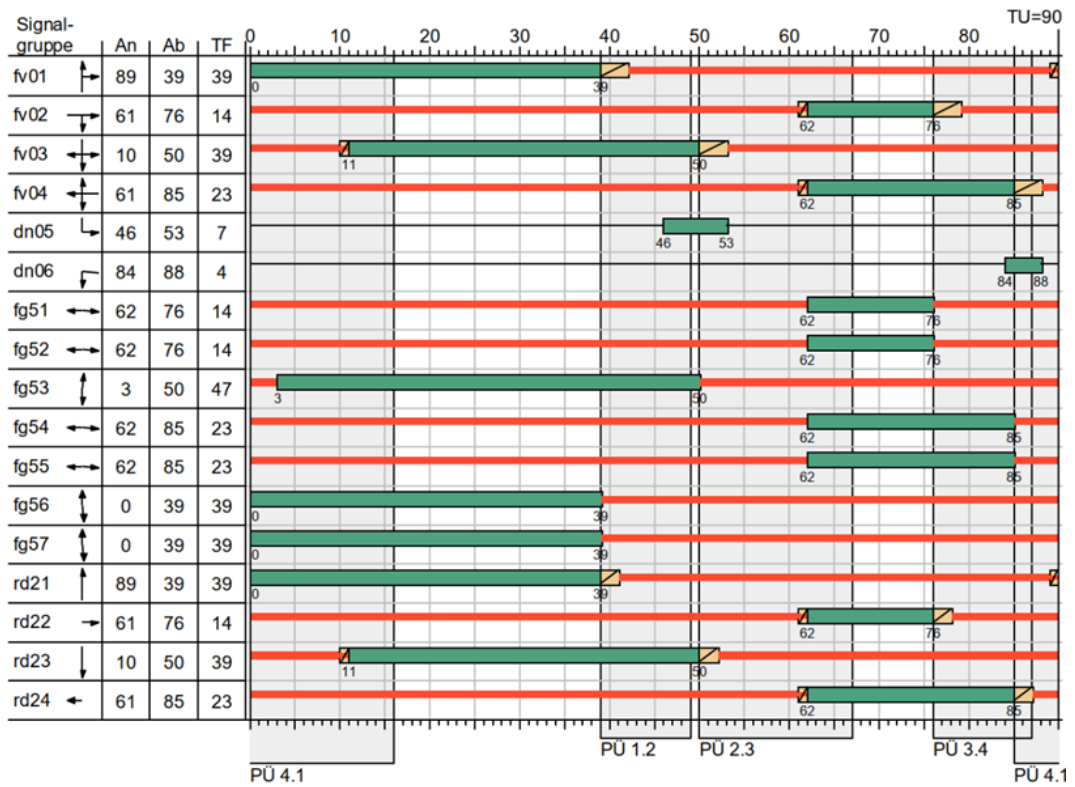 TU=90
Signal-
gruppe An Ab TF 0 10 20 30 40 50 60 70 80
fv01 89 39 39 0 39
fv02 61 76 14 62 76
fv03 10 50 39 11 50
fv04 61 85 23 62 85
dn05 46 53 7 46 53
dn06 84 88 4 84 88
fg51 62 76 14 62 76
fg52 62 76 14 62 76
fg53 3 50 47 3 50
fg54 62 85 23 62 85
fg55 62 85 23 62 85
fg56 0 39 39 0 39
fg57 0 39 39 0 39
rd21 89 39 39 0 39
rd22 61 76 14 62 76
rd23 10 50 39 11 50
rd24 61 85 23 62 85
PÜ 1.2 PÜ 2.3 PÜ 3.4
PÜ 4.1 PÜ 4.1